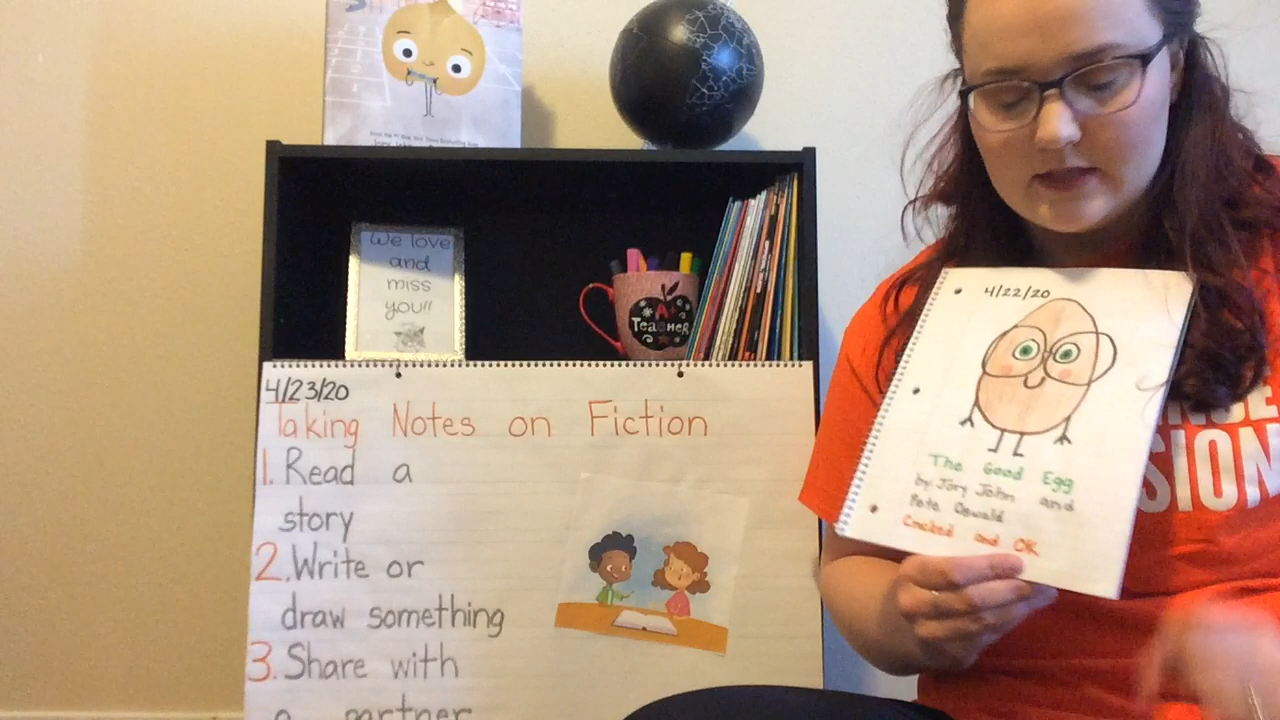 We love
and
miss
you!!
A+
Teacher
4/23/20
Taking Notes on Fiction
1. Read a
story
2. Write or
draw something
3. Share with
a partner
4/22/20
The Good Egg
by: Jory John and
Pete Oswald
Cracked and OK
SION